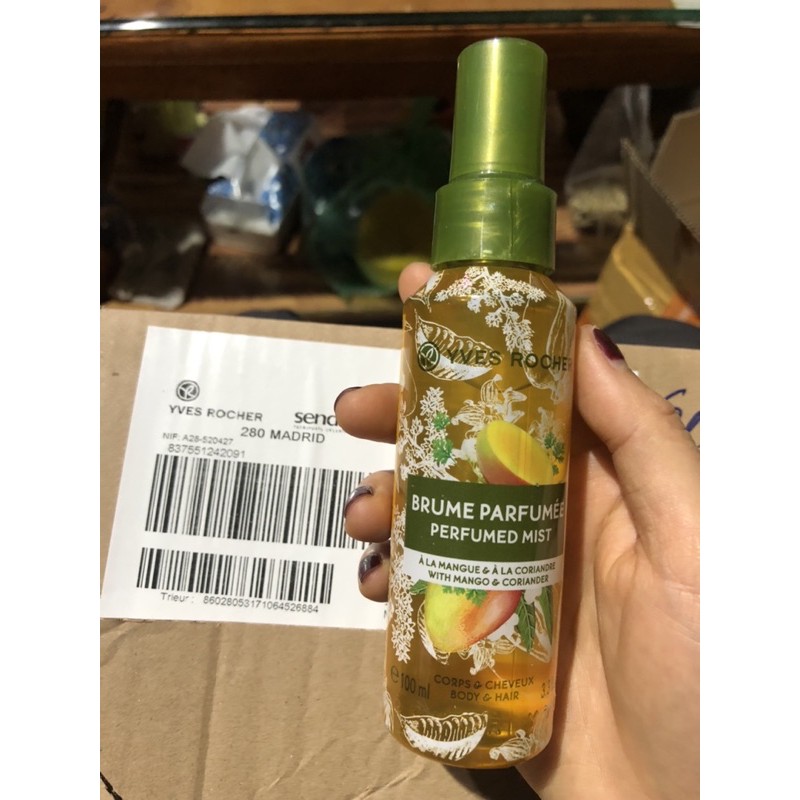 YVES ROCHER
BRUME PARFUMÉE
PERFUMED MIST
À LA MANGUE & À LA CORIANDRE
WITH MANGO & CORIANDER
CORPS & CHEVEUX
BODY & HAIR
℮100 ml
YVES ROCHER
280 MADRID
NIF: A28-520427
837551242091
Trieur : 86028053171064526884